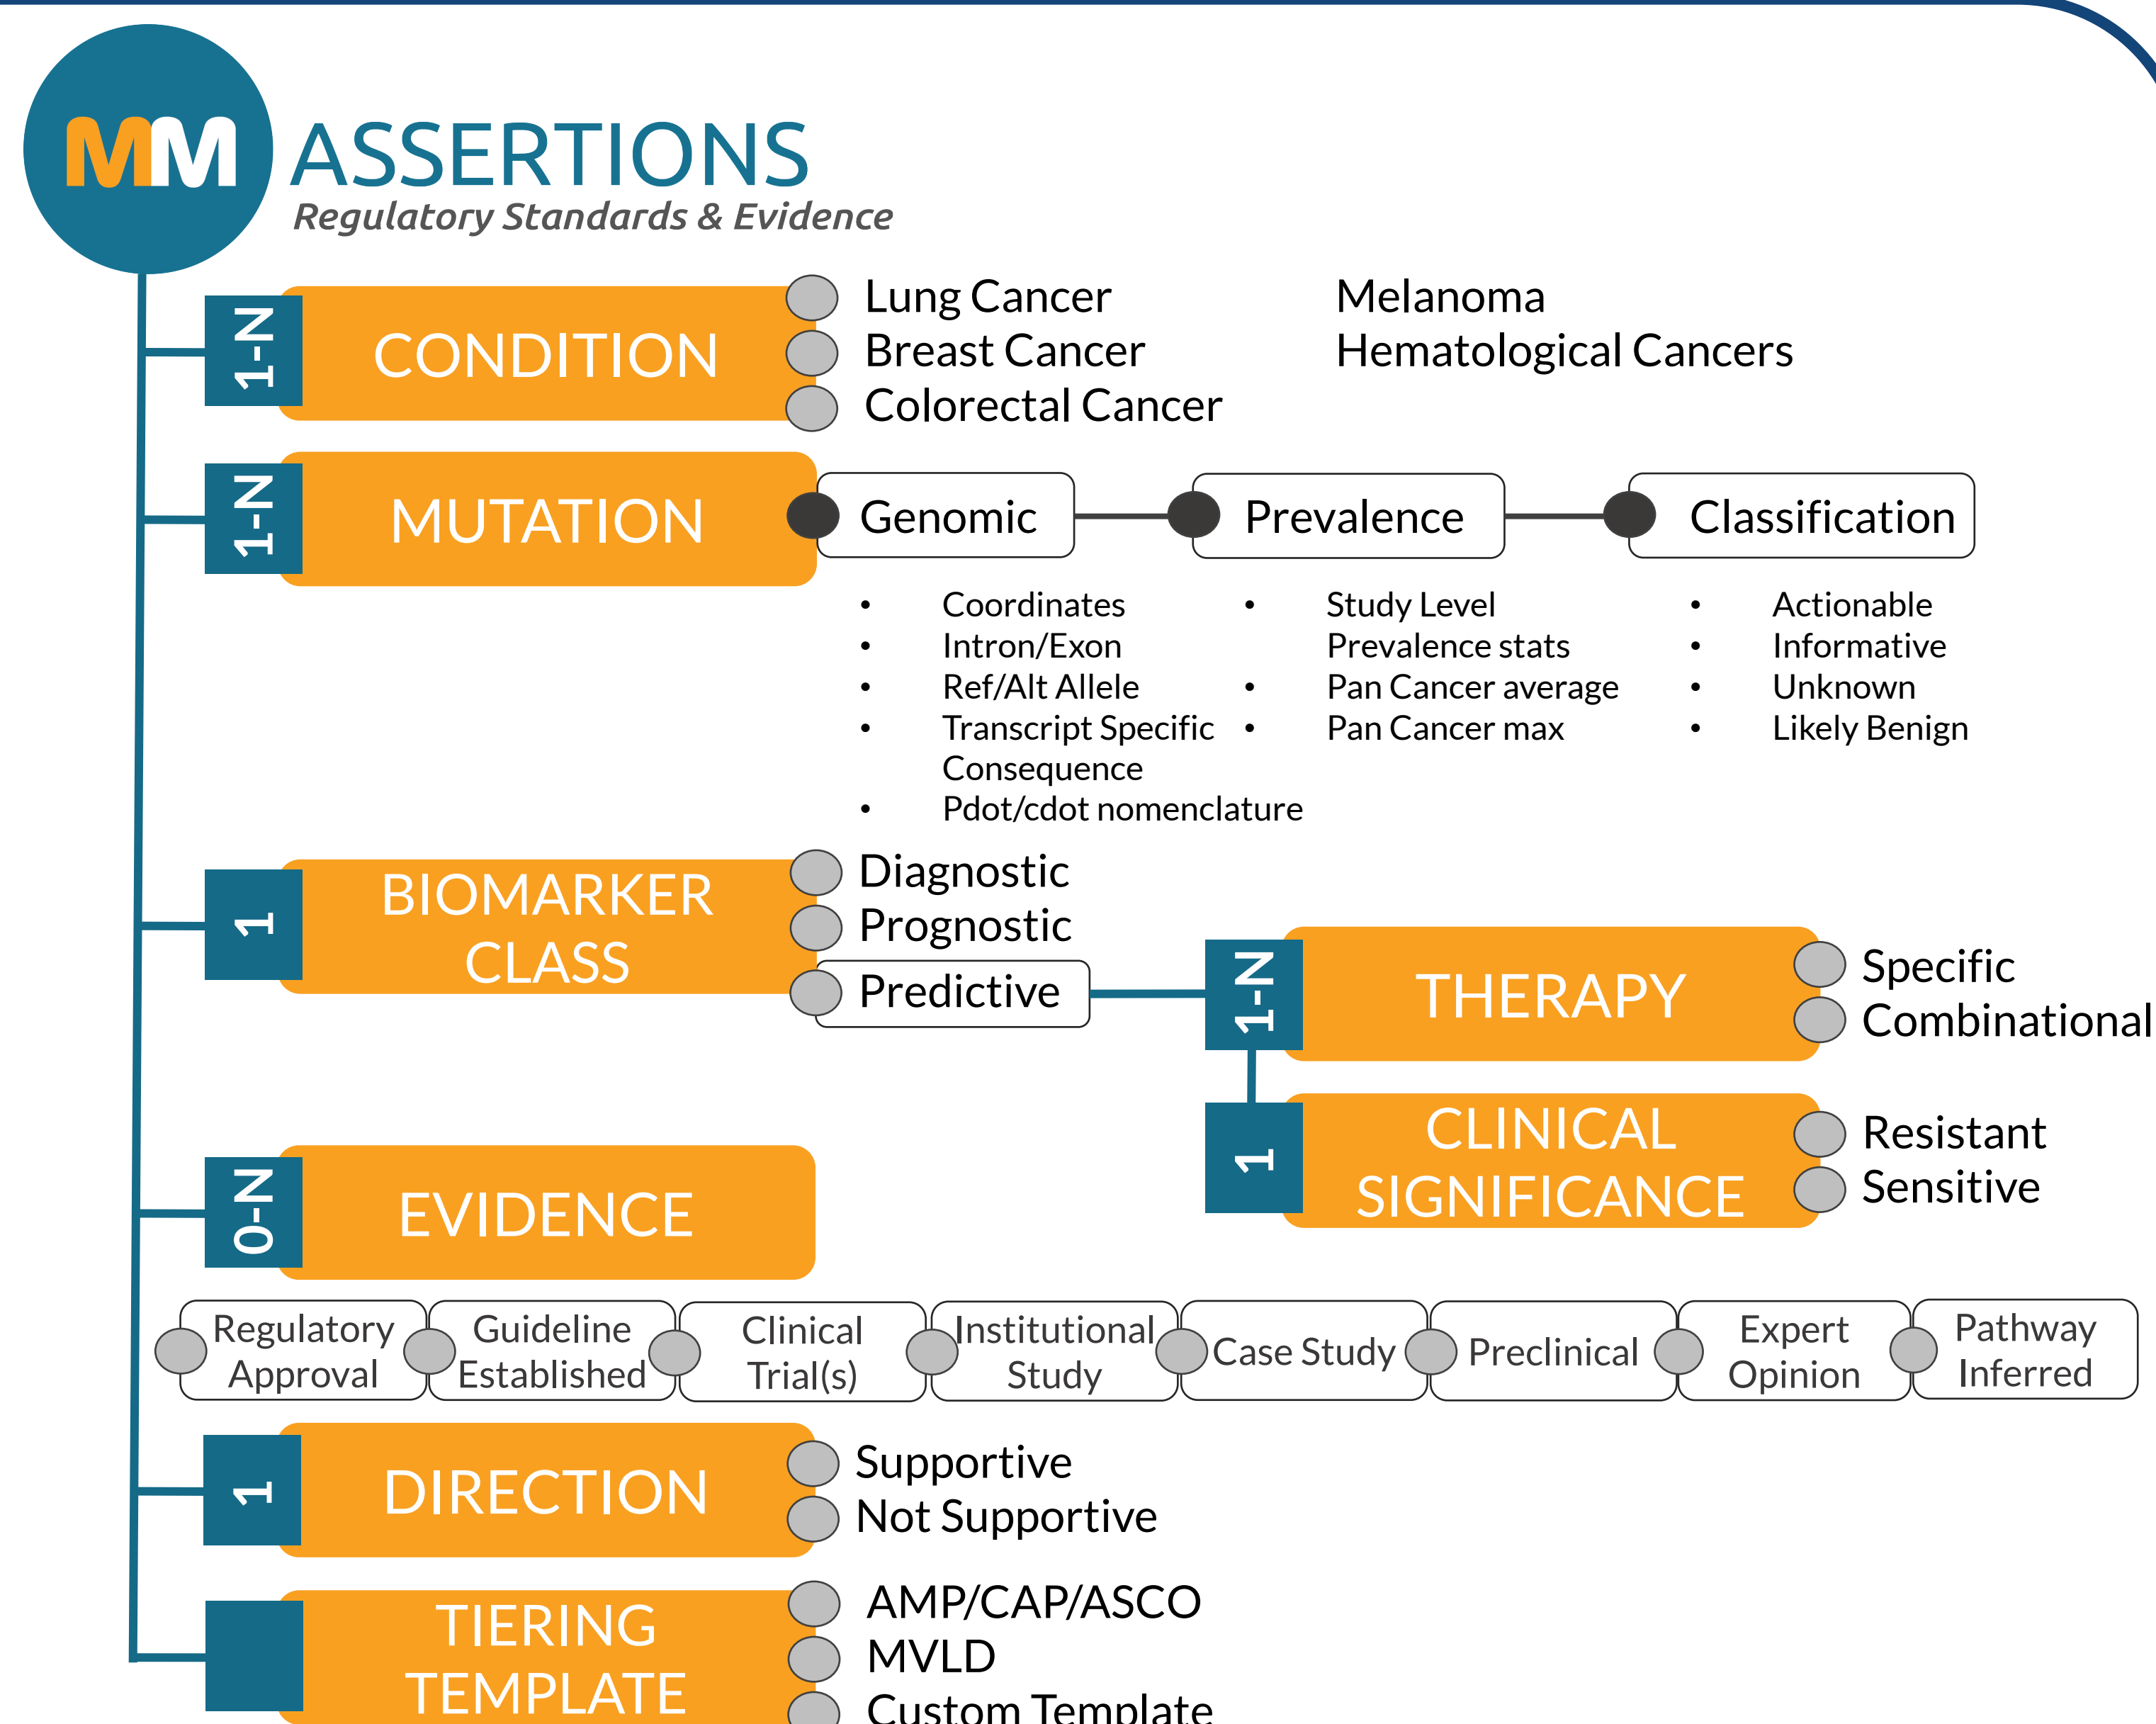 MM
ASSERTIONS
Regulatory Standards & Evidence
1-N
CONDITION
Lung Cancer
Breast Cancer
Colorectal Cancer
Melanoma
Hematological Cancers
1-N
MUTATION
Genomic
• Coordinates
• Intron/Exon
• Ref/Alt Allele
• Transcript Specific
Consequence
• Pdot/cdot nomenclature
Prevalence
• Study Level
Prevalence stats
• Pan Cancer average
• Pan Cancer max
Classification
• Actionable
• Informative
• Unknown
• Likely Benign
1
BIOMARKER
CLASS
Diagnostic
Prognostic
Predictive
1-N
THERAPY
Specific
Combinational
1
CLINICAL
SIGNIFICANCE
Resistant
Sensitive
0-N
EVIDENCE
Regulatory
Approval
Guideline
Established
Clinical
Trial(s)
Institutional
Study
Case Study
Preclinical
Expert
Opinion
Pathway
Inferred
1
DIRECTION
Supportive
Not Supportive
TIERING
TEMPLATE
AMP/CAP/ASCO
MVLD
Custom Template